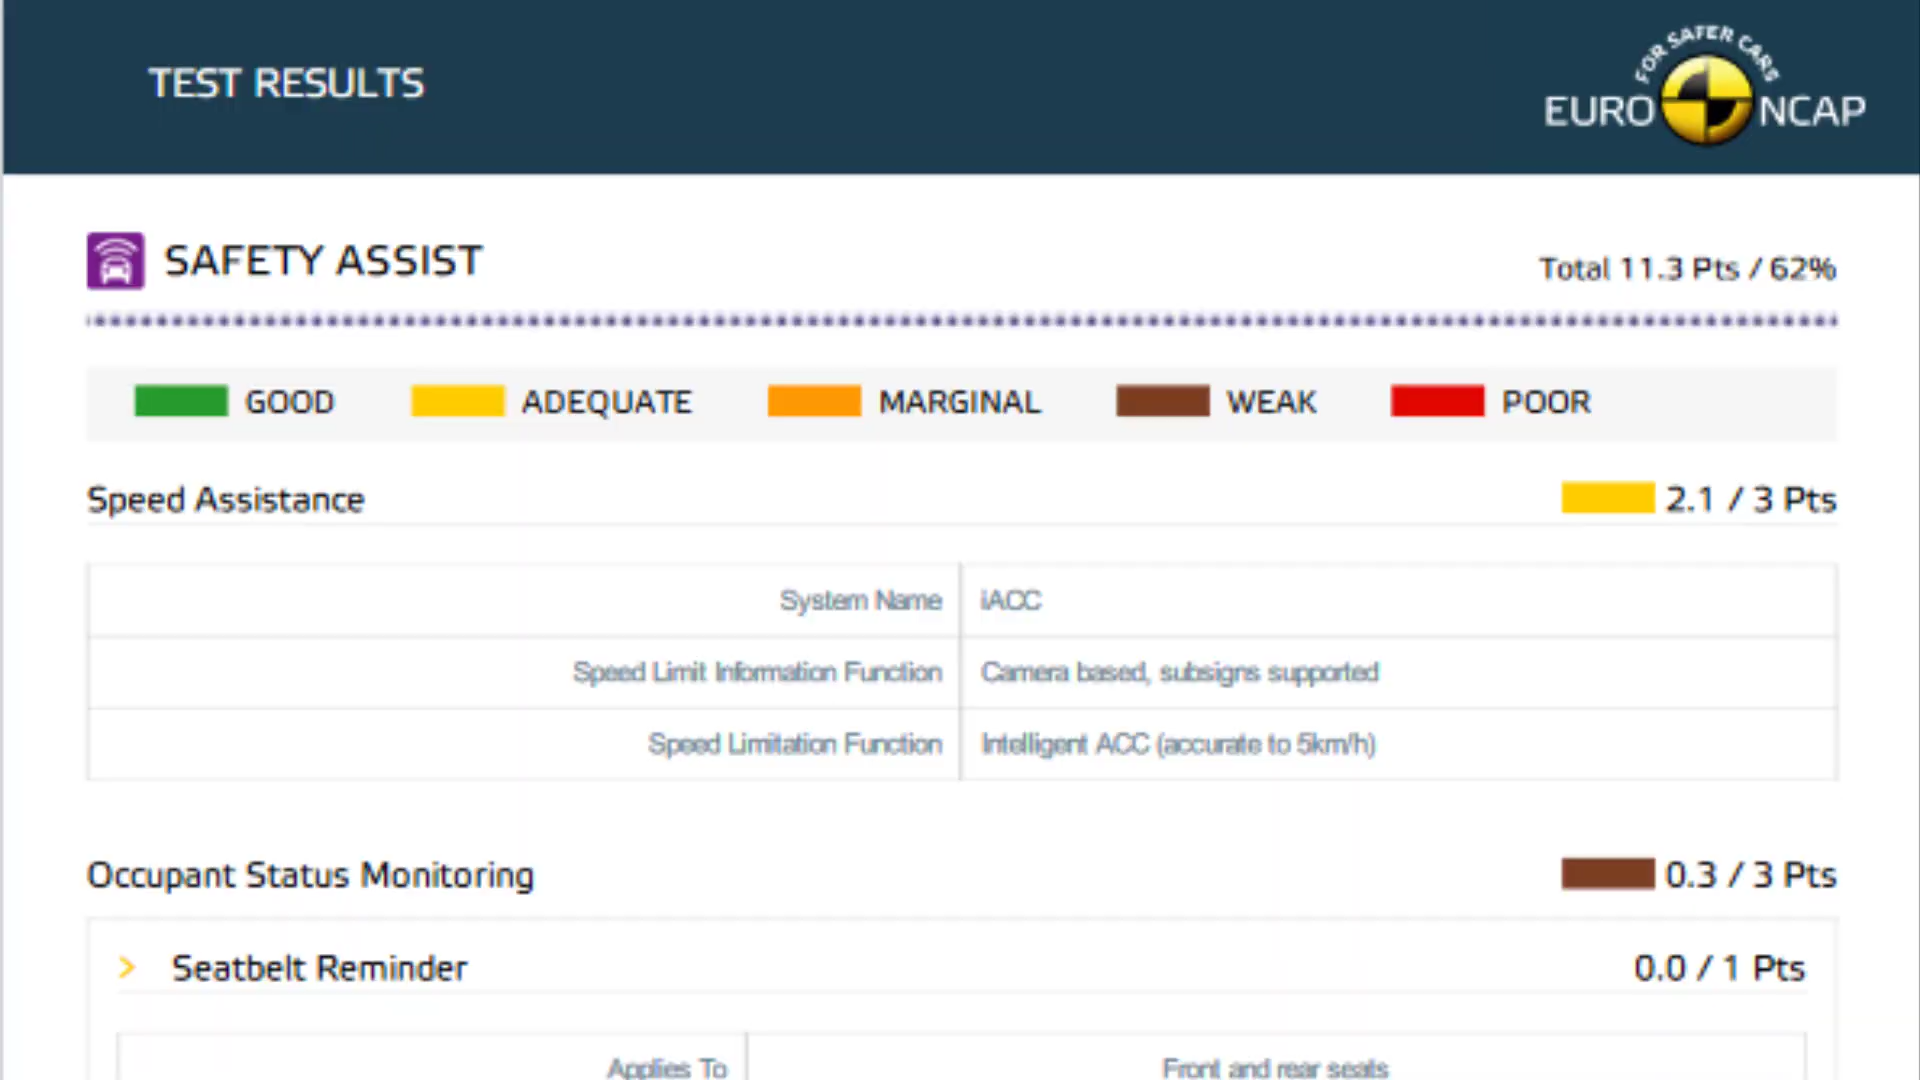 TEST RESULTS
FOR SAFER CARS
EURO NCAP
SAFETY ASSIST
Total 11.3 Pts / 62%
GOOD ADEQUATE MARGINAL WEAK POOR
Speed Assistance 2.1 / 3 Pts
System Name iACC
Speed Limit Information Function Camera based, subsigns supported
Speed Limitation Function Intelligent ACC (accurate to 5km/h)
Occupant Status Monitoring 0.3 / 3 Pts
> Seatbelt Reminder 0.0 / 1 Pts
Applies To Front and rear seats